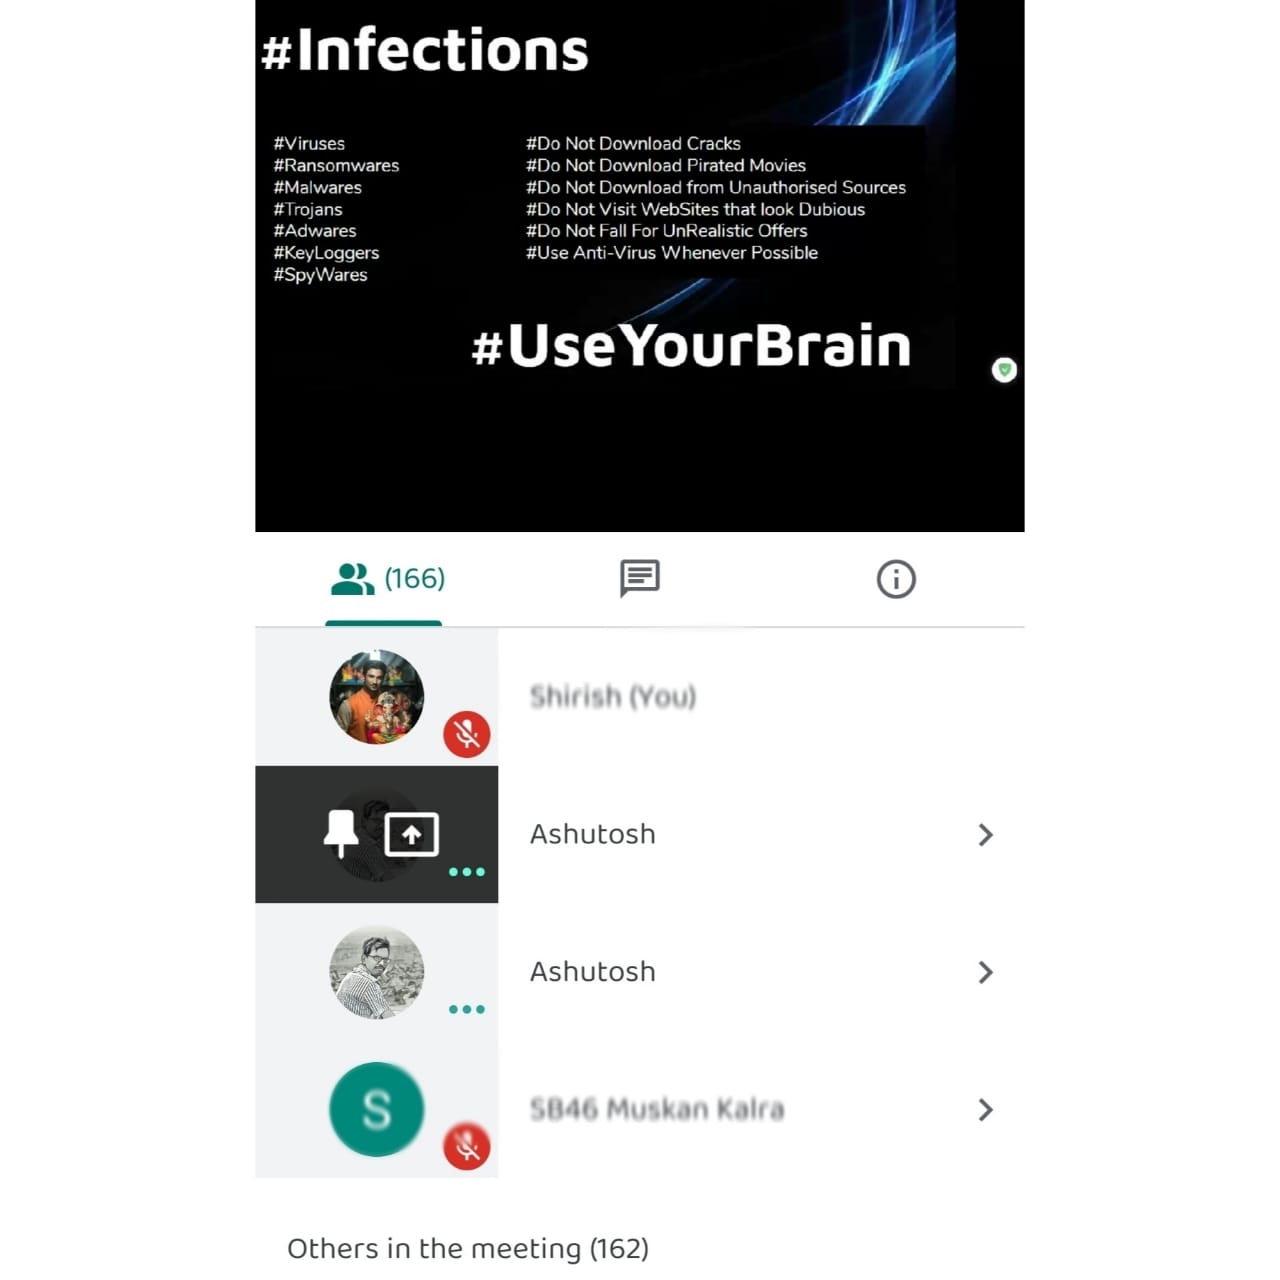 #Infections
#Viruses
#Ransomwares
#Malwares
#Trojans
#Adwares
#KeyLoggers
#SpyWares
#Do Not Download Cracks
#Do Not Download Pirated Movies
#Do Not Download from Unauthorised Sources
#Do Not Visit WebSites that look Dubious
#Do Not Fall For UnRealistic Offers
#Use Anti-Virus Whenever Possible
#UseYourBrain
(166)
Shirish (You)
Ashutosh
Ashutosh
S
SB46 Muskan Kalra
Others in the meeting (162)